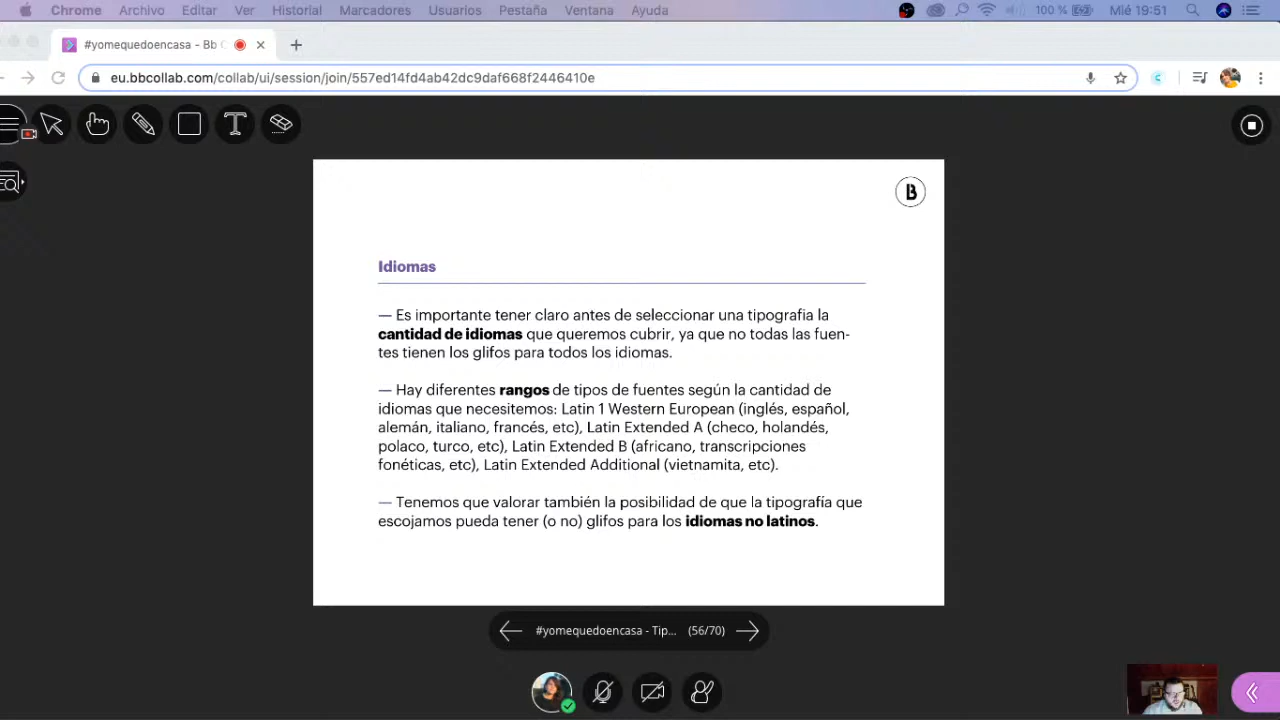 Chrome Archivo Editar Ver Historial Marcadores Usuarios Pestaña Ventana Ayuda 100 % Mié 19:51
#yomequedoencasa - Bb C
eu.bbcollab.com/collab/ui/session/join/557ed14fd4ab42dc9daf668f2446410e
T
B
Idiomas
— Es importante tener claro antes de seleccionar una tipografia la
cantidad de idiomas que queremos cubrir, ya que no todas las fuen-
tes tienen los glifos para todos los idiomas.
— Hay diferentes rangos de tipos de fuentes según la cantidad de
idiomas que necesitemos: Latin 1 Western European (inglés, español,
alemán, italiano, francés, etc), Latin Extended A (checo, holandés,
polaco, turco, etc), Latin Extended B (africano, transcripciones
fonéticas, etc), Latin Extended Additional (vietnamita, etc).
— Tenemos que valorar también la posibilidad de que la tipografía que
escojamos pueda tener (o no) glifos para los idiomas no latinos.
#yomequedoencasa - Tip... (56/70)